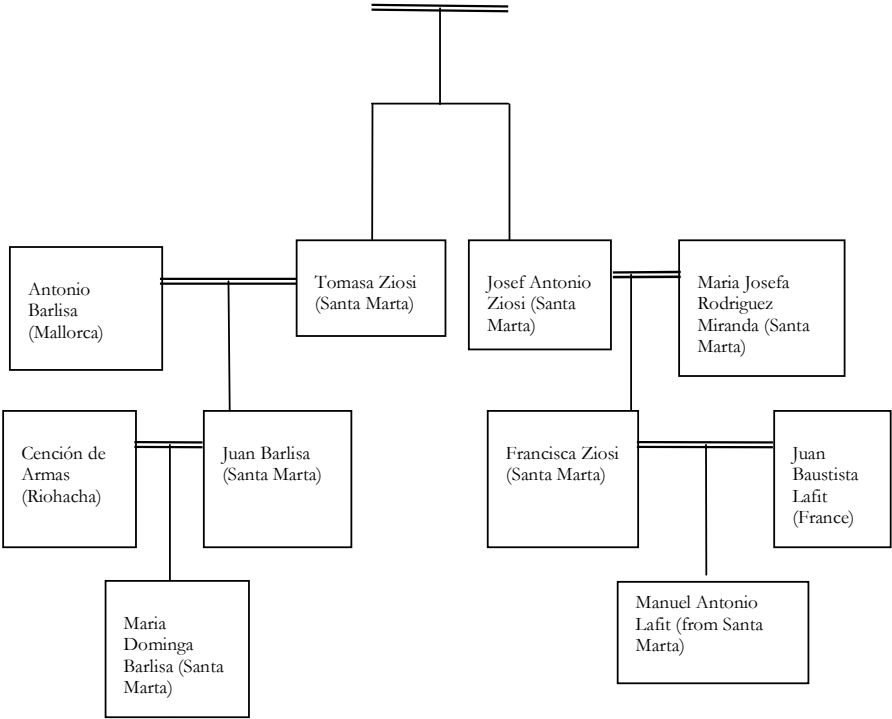 Antonio
Barlisa
(Mallorca)
Tomasa Ziosi
(Santa Marta)
Josef Antonio
Ziosi (Santa
Marta)
Maria Josefa
Rodriguez
Miranda (Santa
Marta)
Cención de
Armas
(Riohacha)
Juan Barlisa
(Santa Marta)
Francisca Ziosi
(Santa Marta)
Juan
Baustista
Lafit
(France)
Maria
Dominga
Barlisa (Santa
Marta)
Manuel Antonio
Lafit (from Santa
Marta)